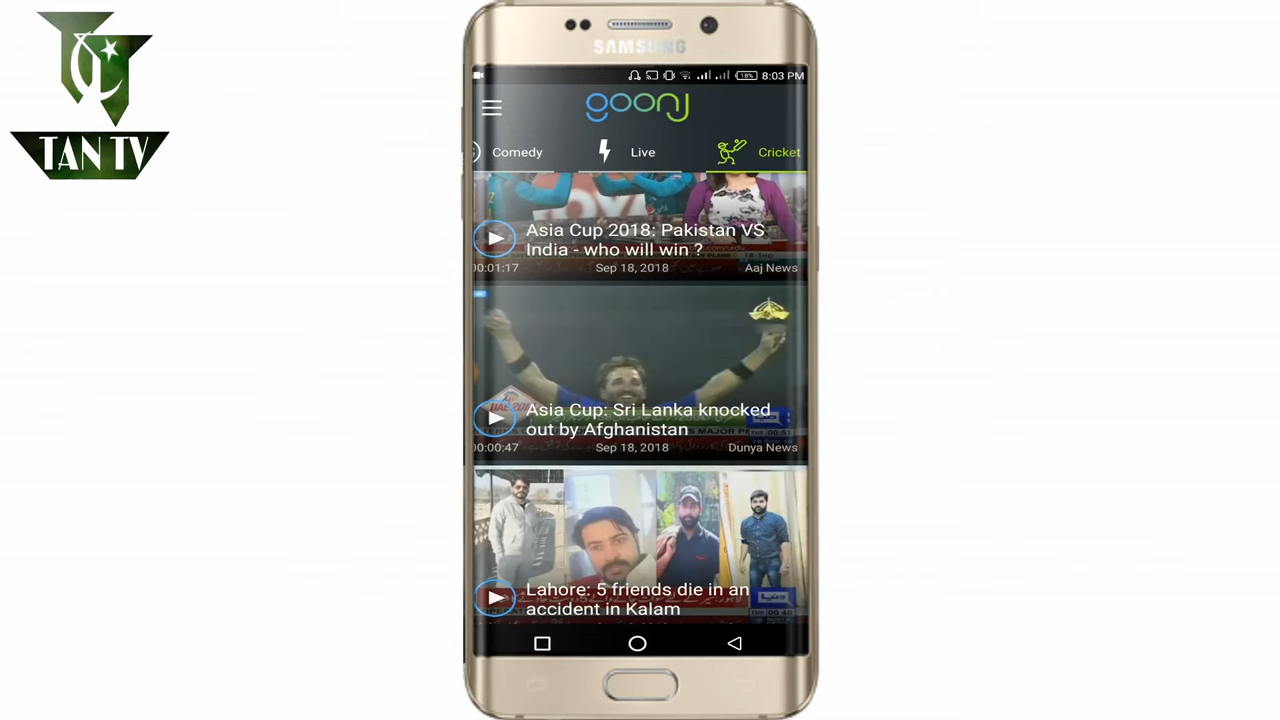 TAN TV
SAMSUNG
18% 8:03 PM
goonj
Comedy
Live
Cricket
Asia Cup 2018: Pakistan VS
India - who will win ?
00:01:17
Sep 18, 2018
Aaj News
Asia Cup: Sri Lanka knocked
out by Afghanistan
00:00:47
Sep 18, 2018
Dunya News
Lahore: 5 friends die in an
accident in Kalam